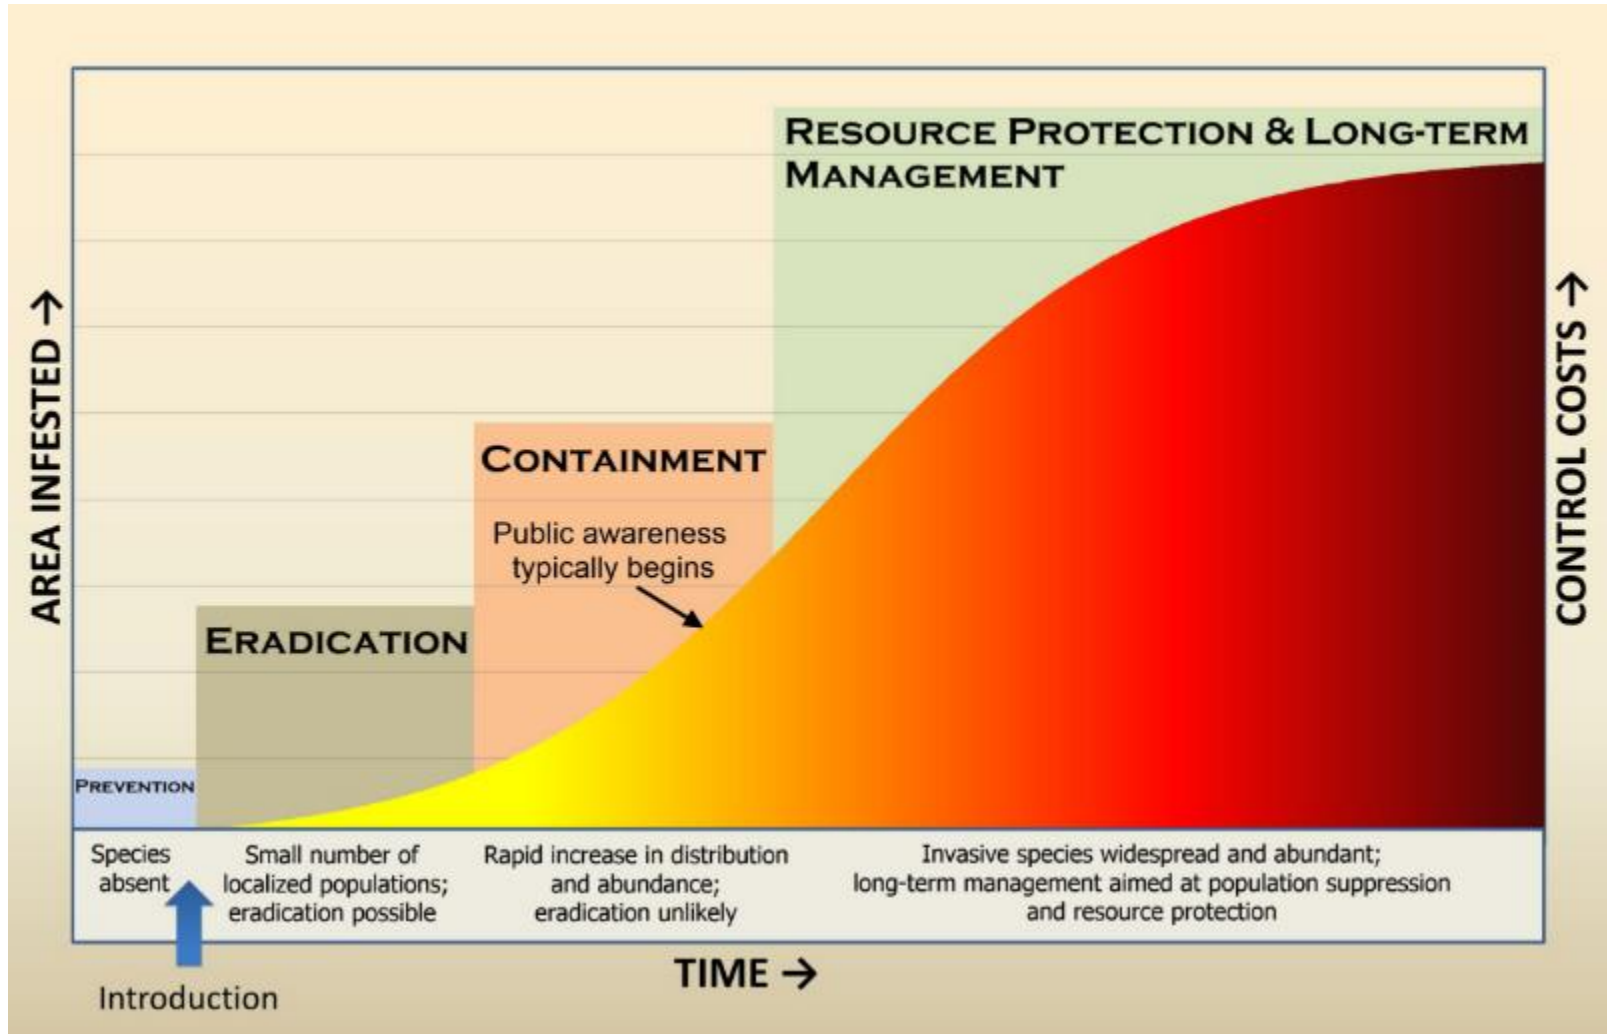 RESOURCE PROTECTION & LONG-TERM
MANAGEMENT
CONTAINMENT
Public awareness
typically begins
ERADICATION
PREVENTION
AREA INFESTED →
CONTROL COSTS →
Species
absent
Small number of
localized populations;
eradication possible
Rapid increase in distribution
and abundance;
eradication unlikely
Invasive species widespread and abundant;
long-term management aimed at population suppression
and resource protection
TIME →
Introduction